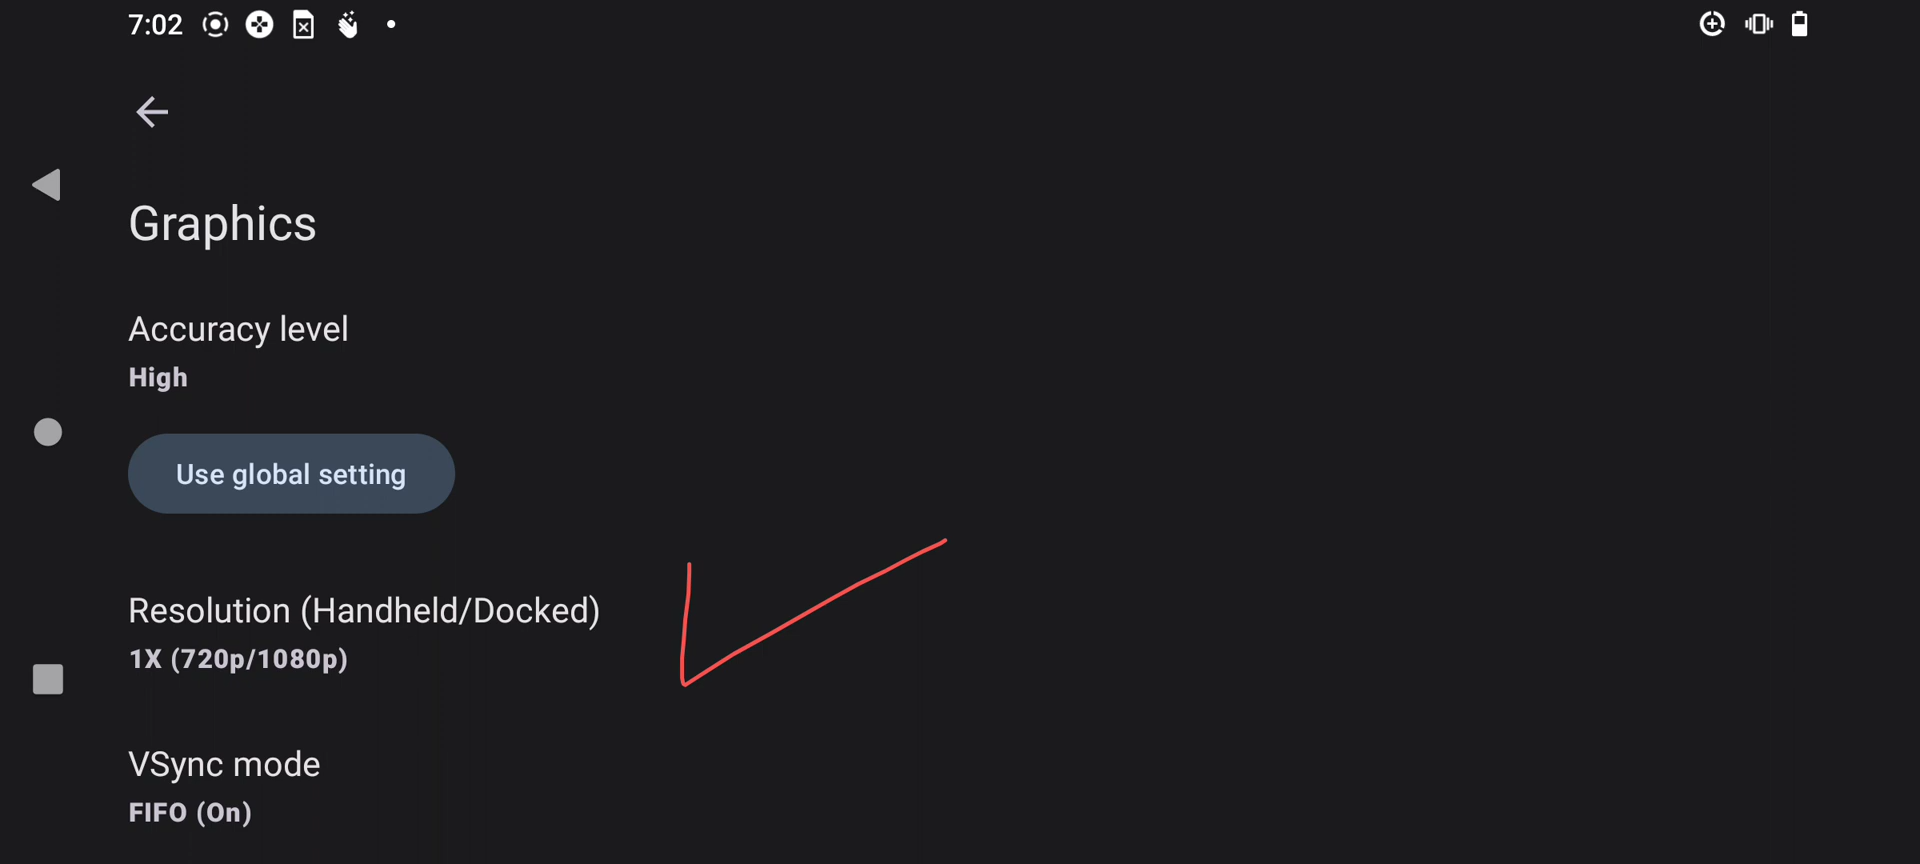 7:02
Graphics
Accuracy level
High
Use global setting
Resolution (Handheld/Docked)
1X (720p/1080p)
VSync mode
FIFO (On)